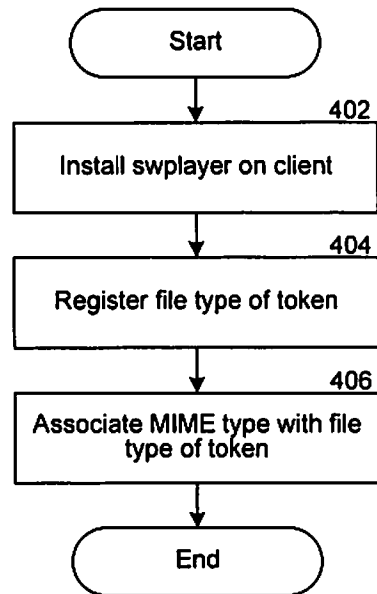 Start
402
Install swplayer on client
404
Register file type of token
406
Associate MIME type with file
type of token
End